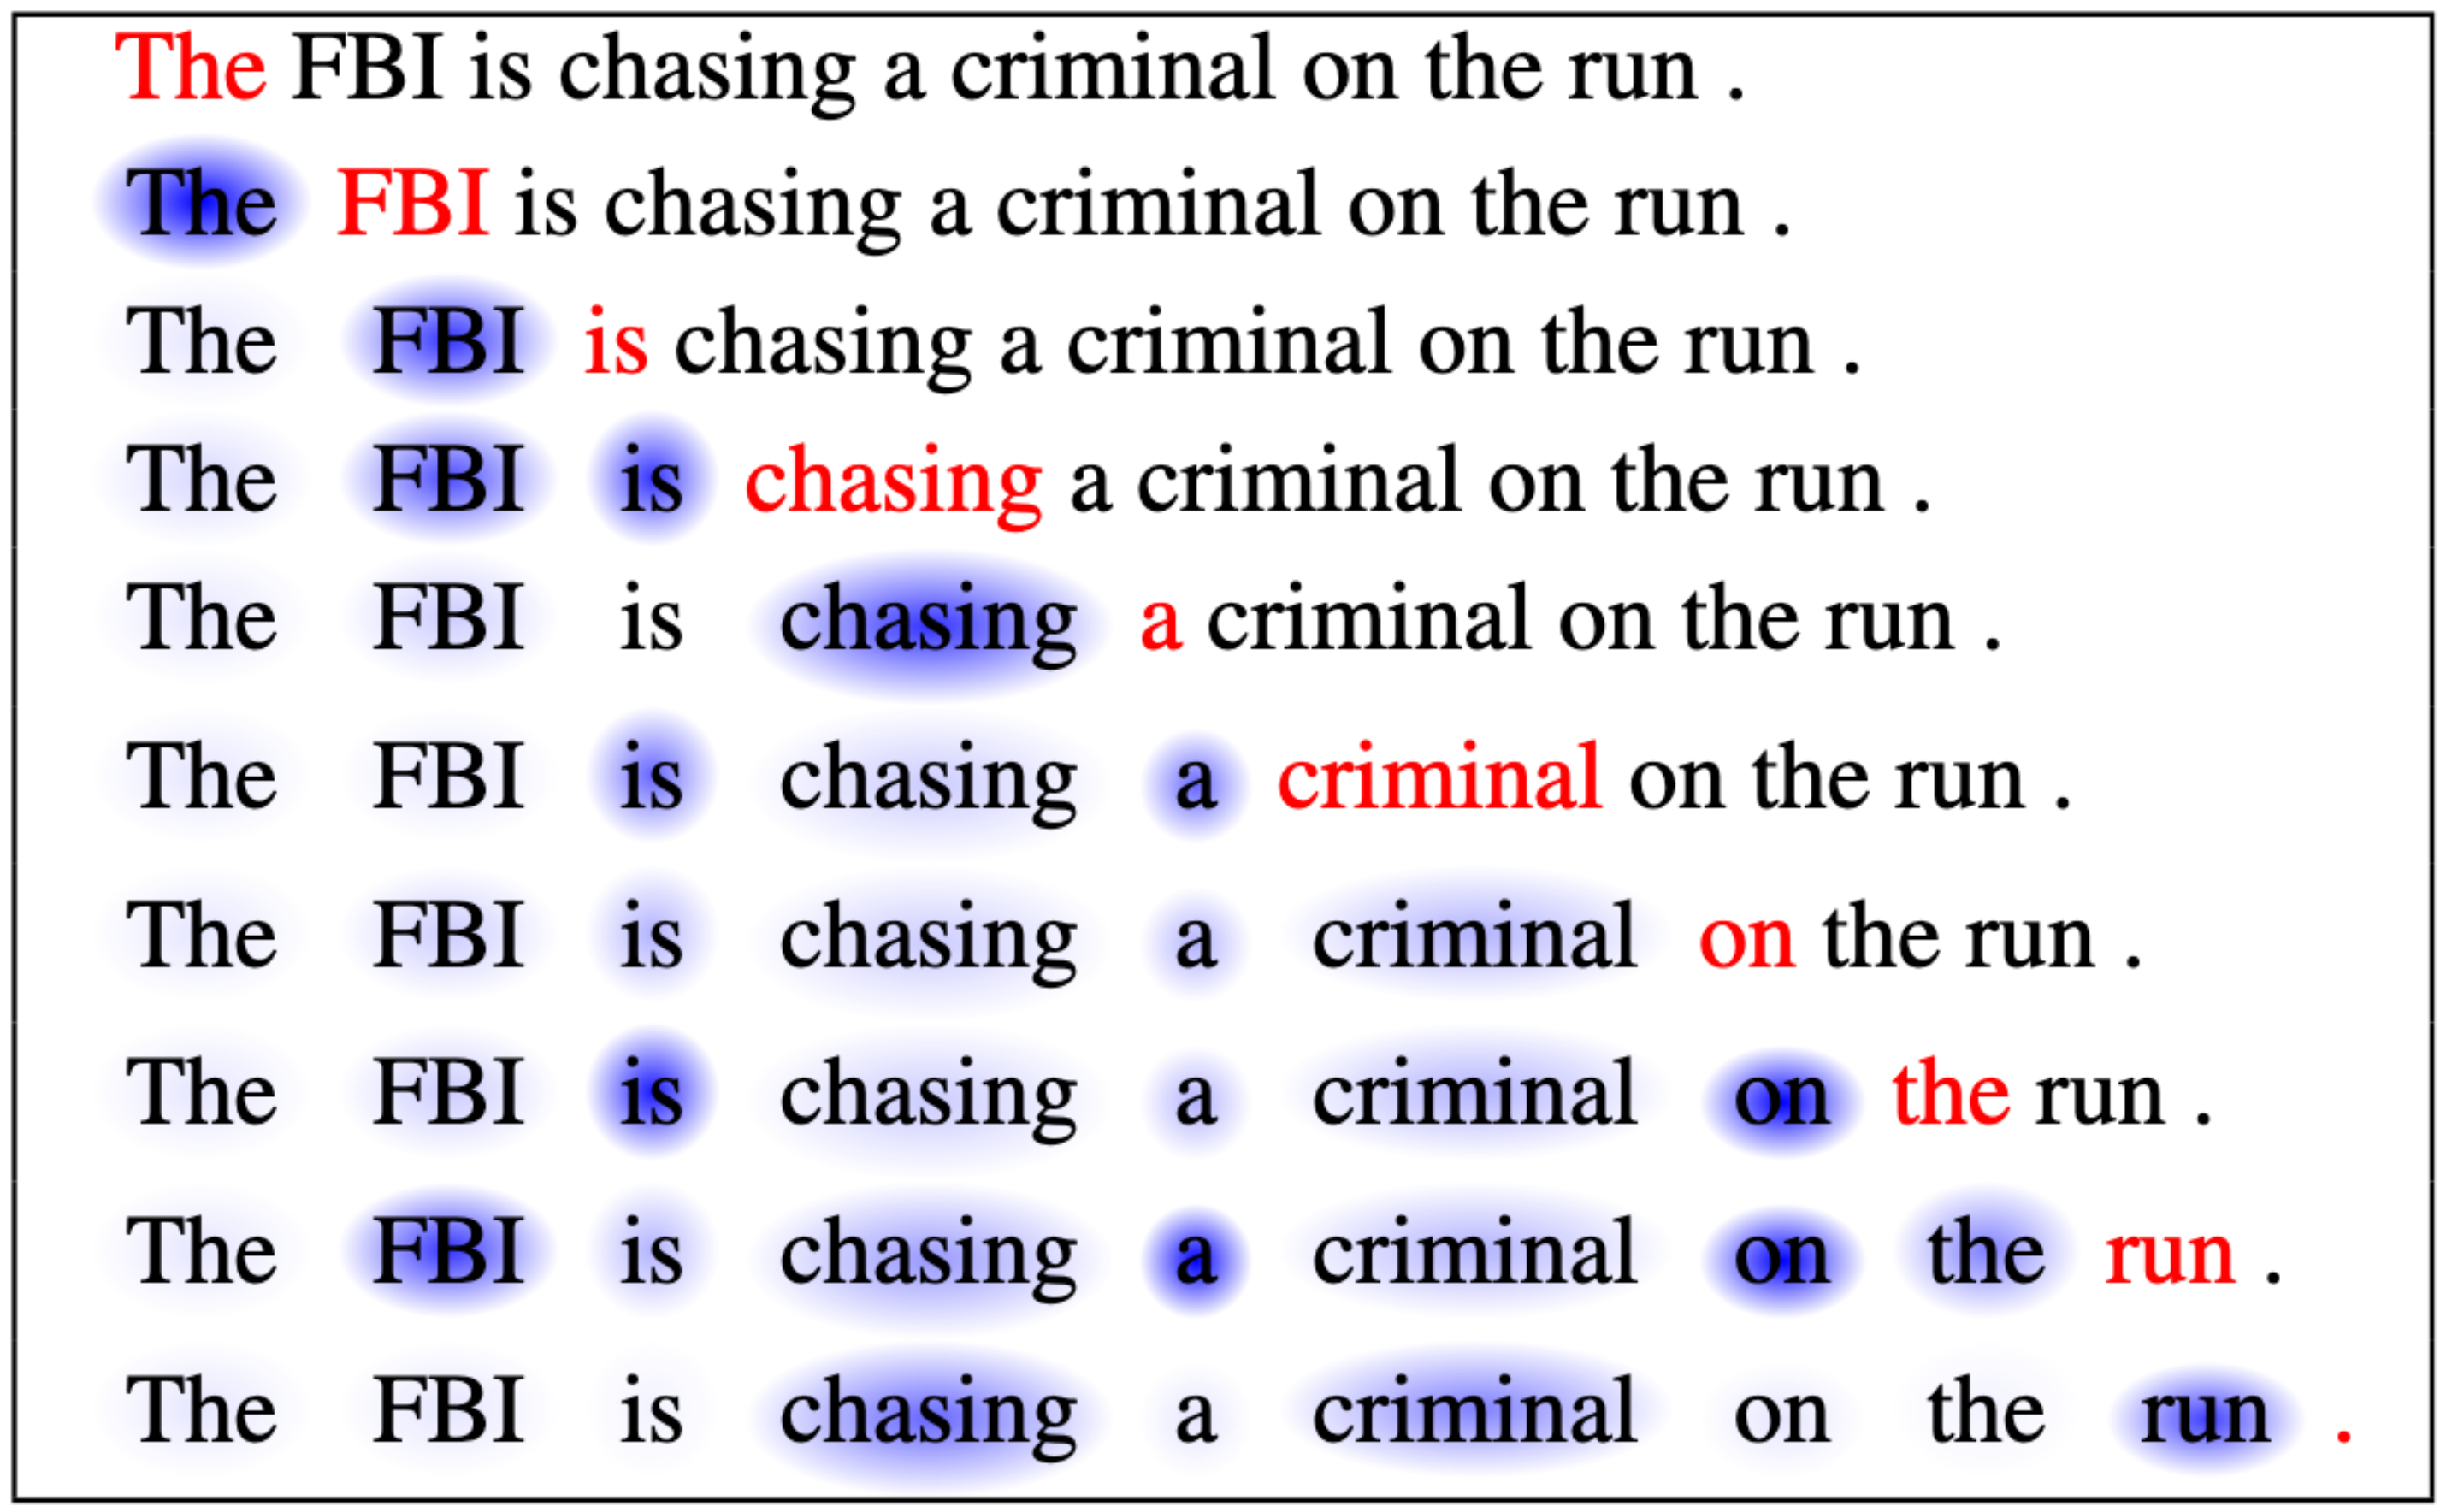 The FBI is chasing a criminal on the run .
The FBI is chasing a criminal on the run .
The FBI is chasing a criminal on the run .
The FBI is chasing a criminal on the run .
The FBI is chasing a criminal on the run .
The FBI is chasing a criminal on the run .
The FBI is chasing a criminal on the run .
The FBI is chasing a criminal on the run .
The FBI is chasing a criminal on the run .
The FBI is chasing a criminal on the run .